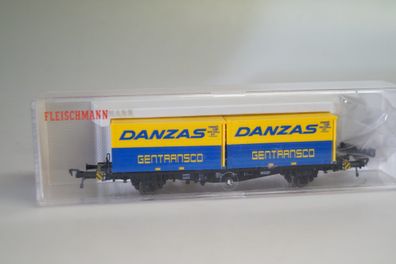 FLEISCHMANN
DANZAS
GENTRANSCO
DANZAS
GENTRANSCO